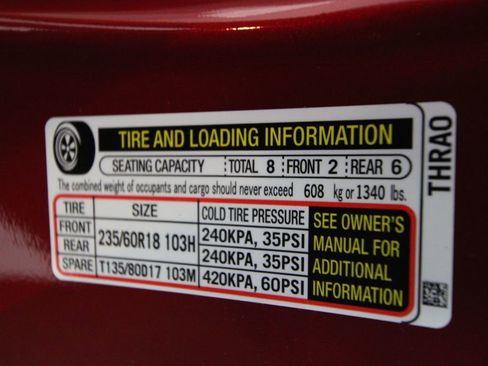 TIRE AND LOADING INFORMATION
SEATING CAPACITY TOTAL 8 FRONT 2 REAR 6
The combined weight of occupants and cargo should never exceed 608 kg or 1340 lbs.
TIRE SIZE COLD TIRE PRESSURE
FRONT 235/60R18 103H 240KPA, 35PSI
REAR 240KPA, 35PSI
SPARE T135/80D17 103M 420KPA, 60PSI
SEE OWNER'S
MANUAL FOR
ADDITIONAL
INFORMATION
THRA0